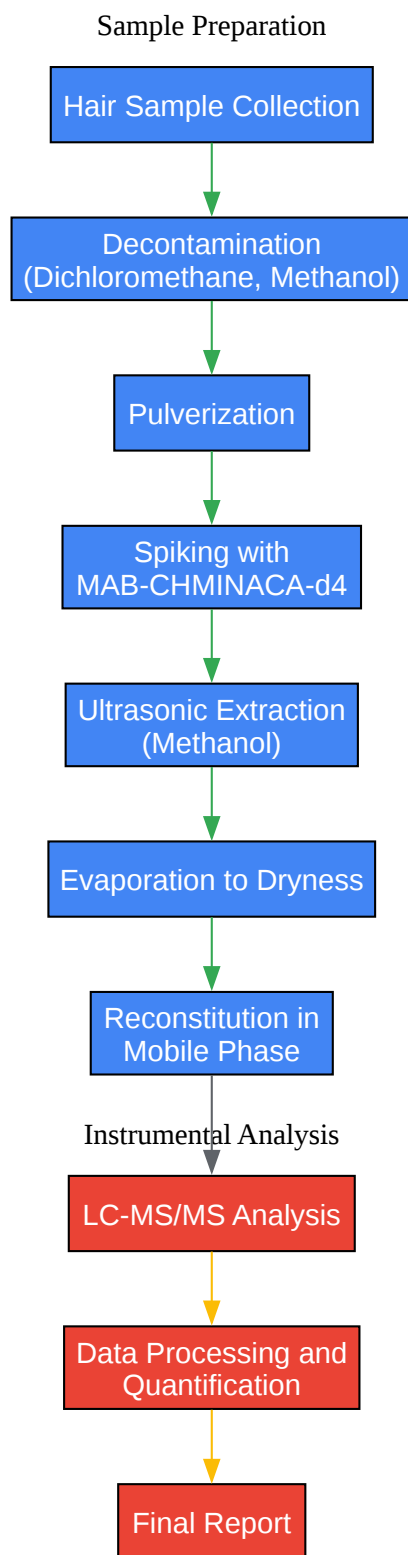 Sample Preparation
Hair Sample Collection
Decontamination
(Dichloromethane, Methanol)
Pulverization
Spiking with
MAB-CHMINACA-d4
Ultrasonic Extraction
(Methanol)
Evaporation to Dryness
Reconstitution in
Mobile Phase
Instrumental Analysis
LC-MS/MS Analysis
Data Processing and
Quantification
Final Report